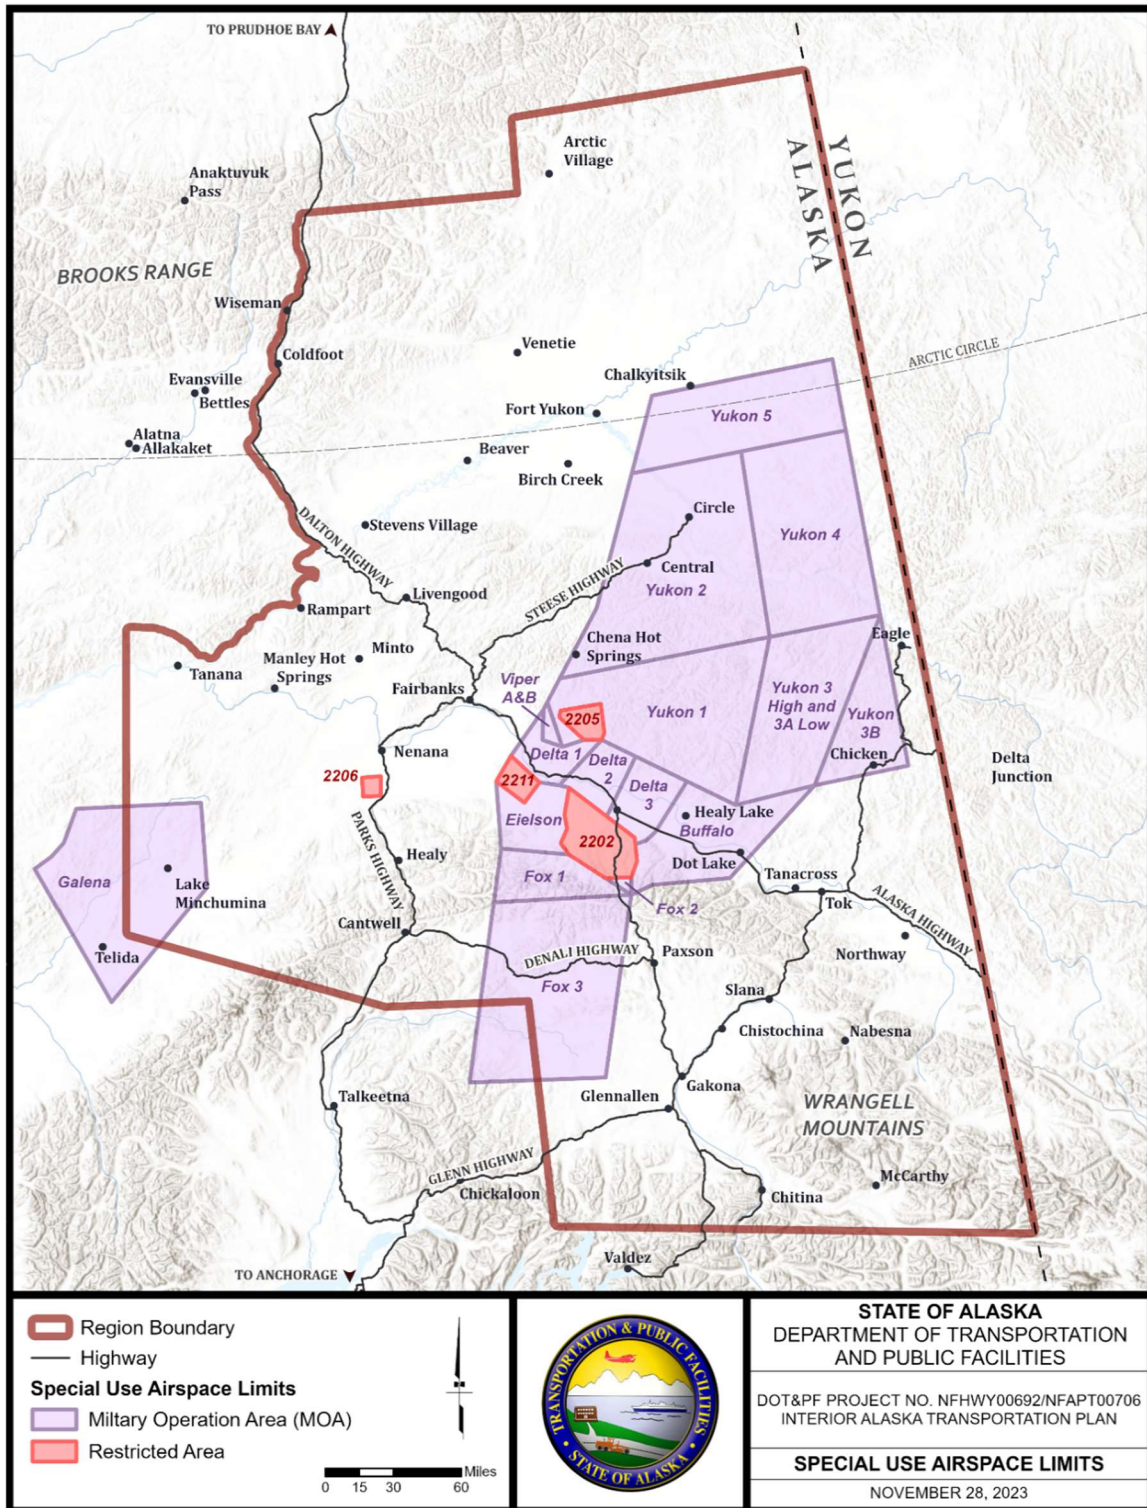 TO PRUDHOE BAY
YUKON
ALASKA
Arctic
Village
Anaktuvuk
Pass
BROOKS RANGE
Wiseman
Coldfoot
Venetie
ARCTIC CIRCLE
Chalkyitsik
Evansville
Bettles
Fort Yukon
Yukon 5
Alatna
Allakaket
Beaver
Birch Creek
Circle
Stevens Village
DALTON HIGHWAY
Yukon 4
STEESE HIGHWAY
Central
Yukon 2
Livengood
Rampart
Eagle
Minto
Chena Hot
Springs
Manley Hot
Springs
Tanana
Viper
A&B
Fairbanks
2205
Yukon 1
Yukon 3
High and
3A Low
Yukon
3B
Nenana
Delta 1
Delta
2
Chicken
Delta
Junction
2206
2211
Delta
3
Healy Lake
Eielson
Buffalo
PARKS HIGHWAY
2202
Healy
Dot Lake
Galena
Lake
Minchumina
Fox 1
Tanacross
Tok
ALASKA HIGHWAY
Fox 2
Cantwell
Telida
DENALI HIGHWAY
Paxson
Northway
Fox 3
Slana
Chistochina
Nabesna
Gakona
Talkeetna
Glennallen
WRANGELL
MOUNTAINS
GLENN HIGHWAY
Chickaloon
McCarthy
Chitina
Valdez
TO ANCHORAGE
Region Boundary
Highway
Special Use Airspace Limits
Miltary Operation Area (MOA)
Restricted Area
Miles
0 15 30 60
TRANSPORTATION & PUBLIC FACILITIES
STATE OF ALASKA
STATE OF ALASKA
DEPARTMENT OF TRANSPORTATION
AND PUBLIC FACILITIES
DOT&PF PROJECT NO. NFHWY00692/NFAPT00706
INTERIOR ALASKA TRANSPORTATION PLAN
SPECIAL USE AIRSPACE LIMITS
NOVEMBER 28, 2023